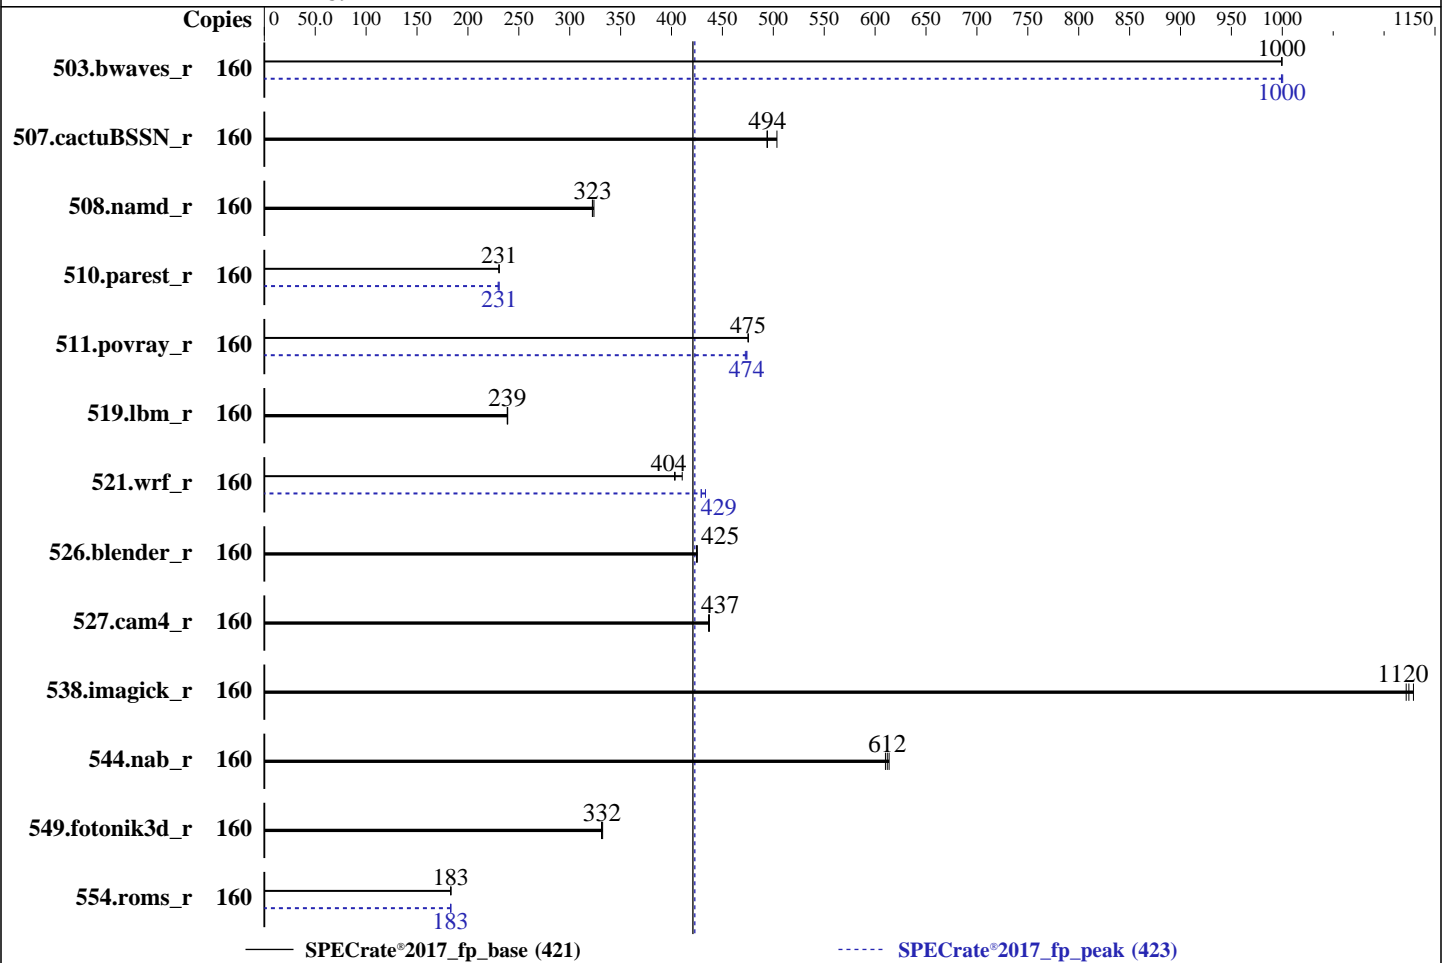 Copies 0 50.0 100 150 200 250 300 350 400 450 500 550 600 650 700 750 800 850 900 950 1000 1150
503.bwaves_r 160 1000
1000
507.cactuBSSN_r 160 494
508.namd_r 160 323
510.parest_r 160 231
231
511.povray_r 160 475
474
519.lbm_r 160 239
521.wrf_r 160 404
429
526.blender_r 160 425
527.cam4_r 160 437
538.imagick_r 160 1120
544.nab_r 160 612
549.fotonik3d_r 160 332
554.roms_r 160 183
183
SPECrate®2017_fp_base (421) SPECrate®2017_fp_peak (423)